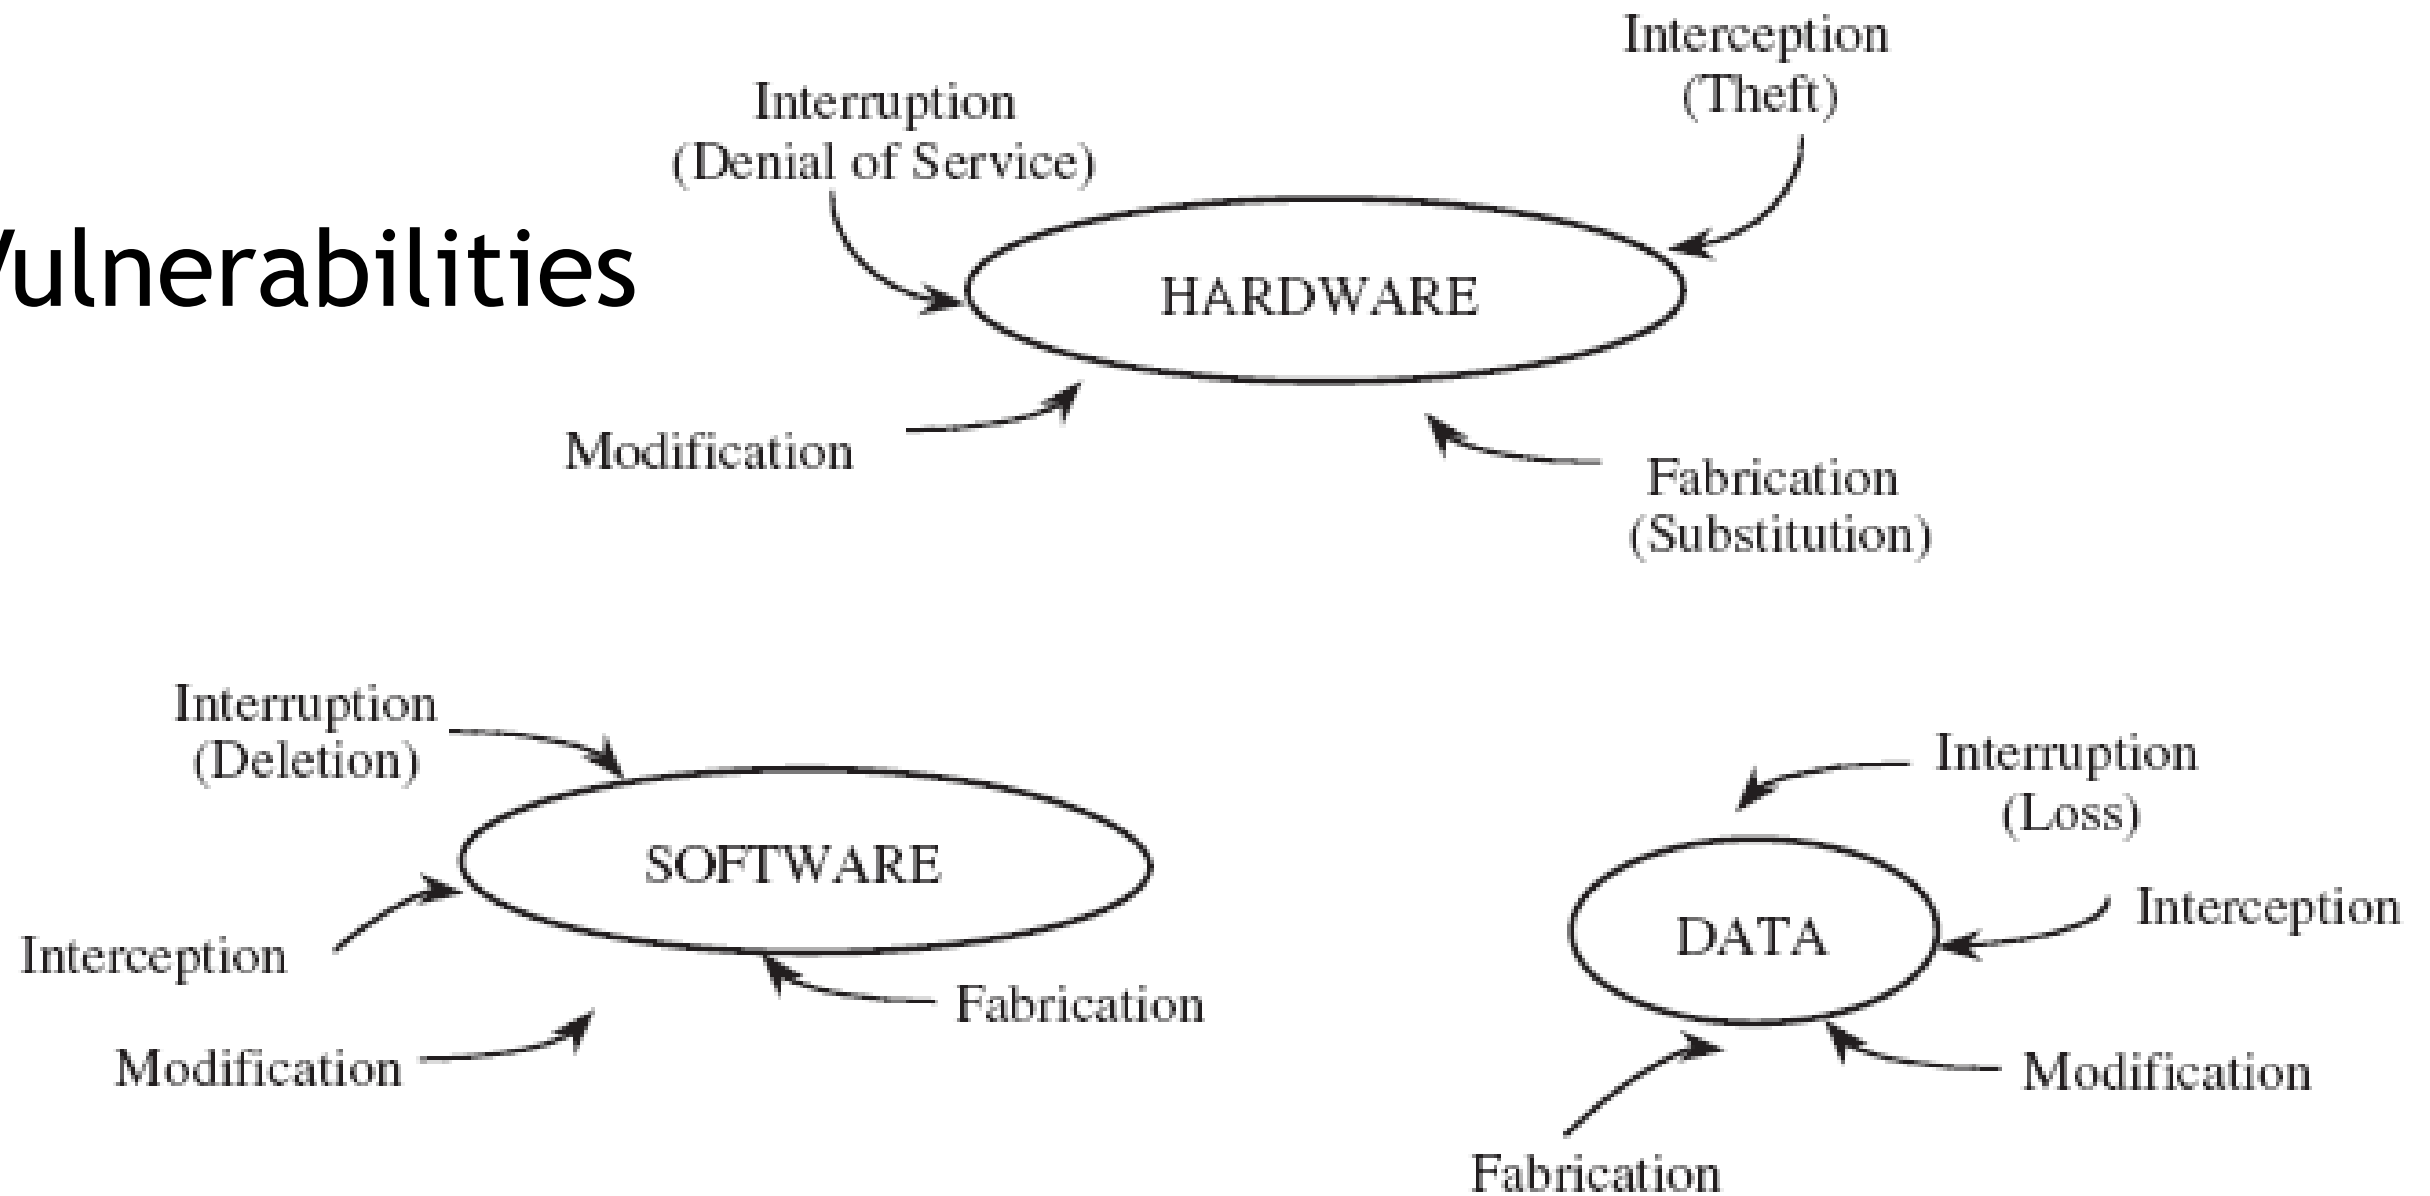 Vulnerabilities
Interruption
(Denial of Service)
Interception
(Theft)
HARDWARE
Modification
Fabrication
(Substitution)
Interruption
(Deletion)
SOFTWARE
Interception
Fabrication
Modification
Interruption
(Loss)
DATA
Interception
Modification
Fabrication